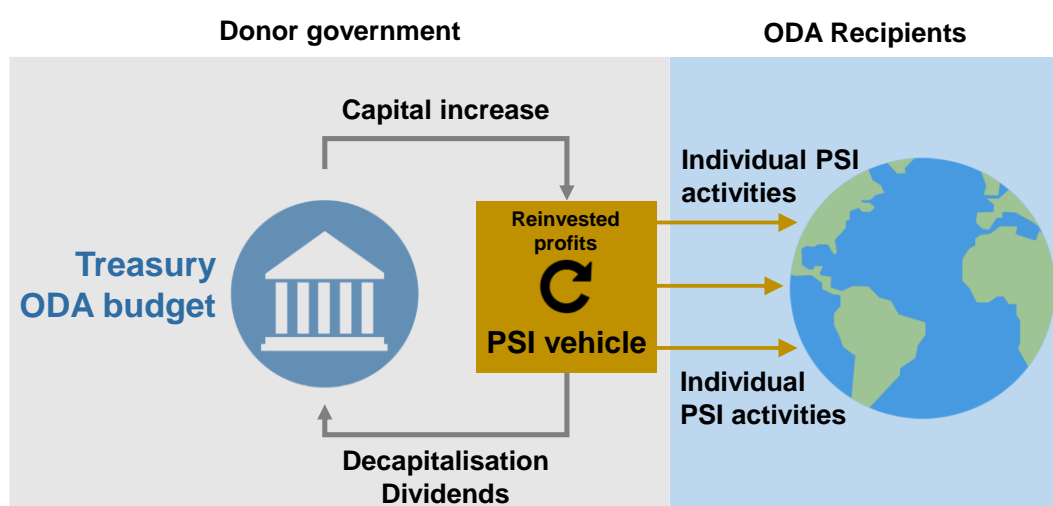 Donor government
ODA Recipients
Capital increase
Individual PSI
activities
Reinvested
profits
Treasury
ODA budget
PSI vehicle
Individual
PSI activities
Decapitalisation
Dividends